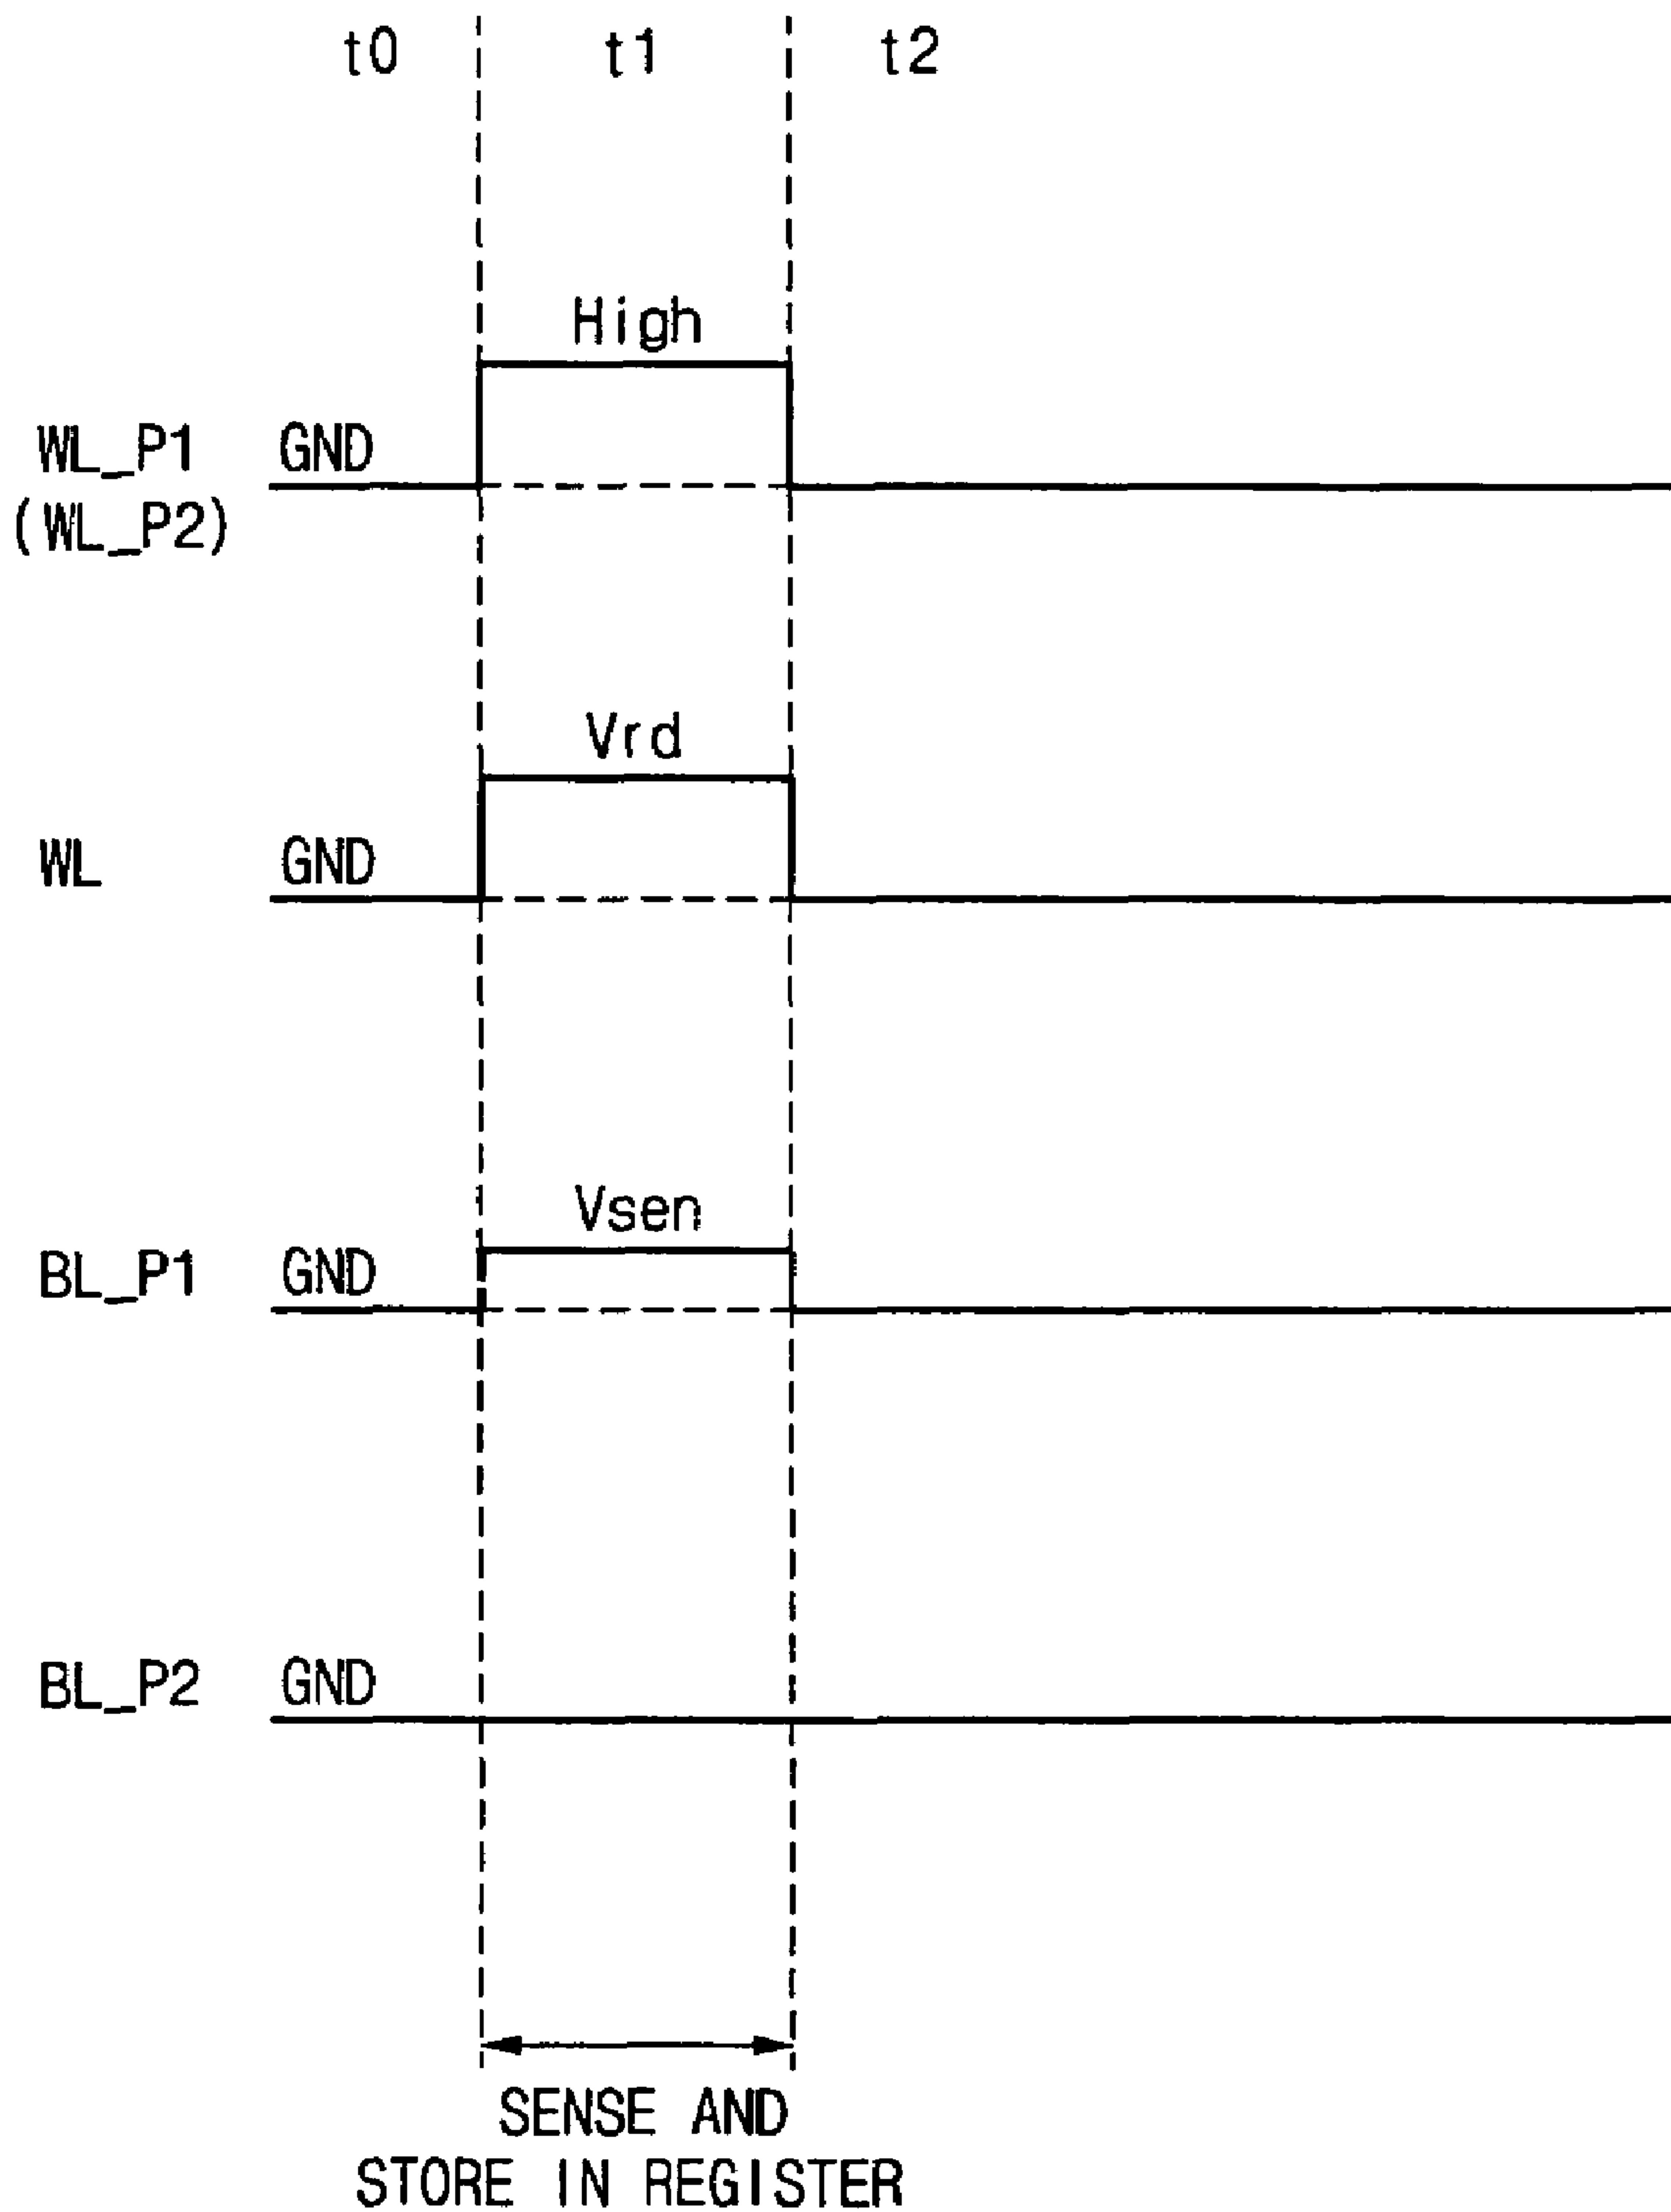 t0 t1 t2
High
WL_P1 GND
(WL_P2)
Vrd
WL GND
Vsen
BL_P1 GND
BL_P2 GND
SENSE AND
STORE IN REGISTER